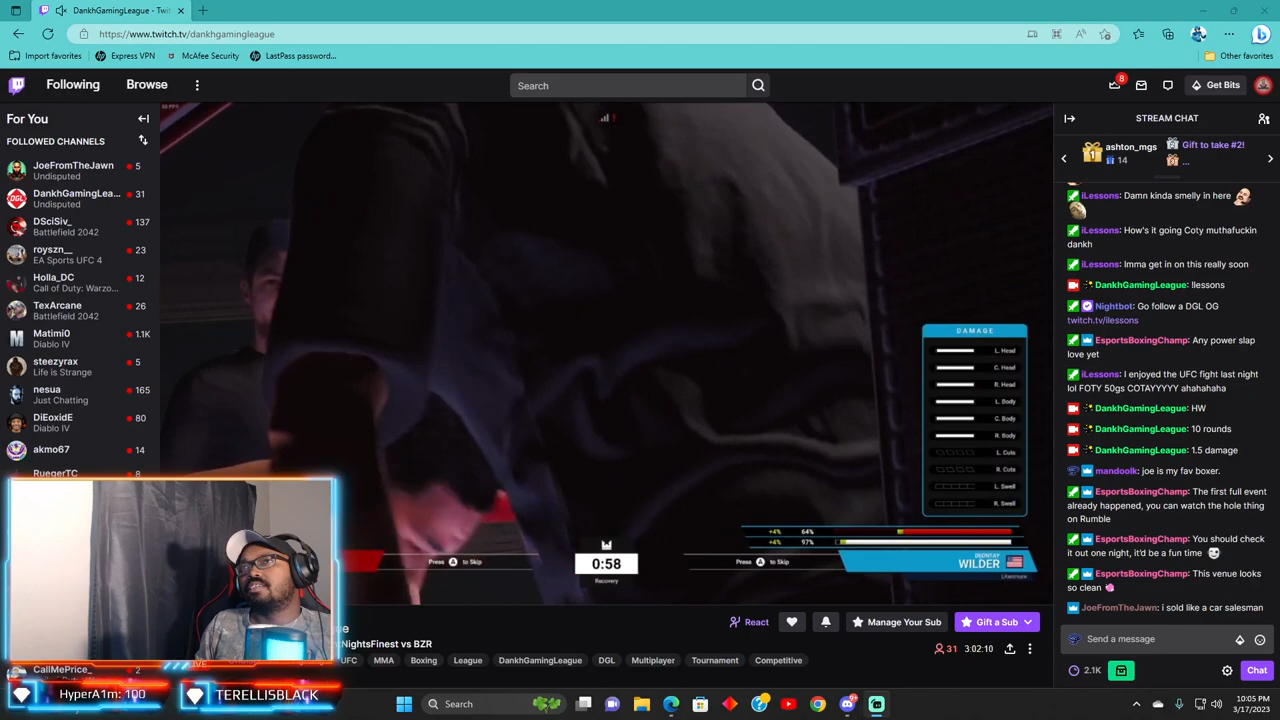 DankhGamingLeague - Twi
https://www.twitch.tv/dankhgamingleague
Import favorites
Express VPN
McAfee Security
LastPass password...
Other favorites
Following
Browse
Search
8
Get Bits
For You
FOLLOWED CHANNELS
JoeFromTheJawn
5
Undisputed
DankhGamingLea...
31
Undisputed
DSciSiv_
137
Battlefield 2042
royszn__
23
EA Sports UFC 4
Holla_DC
12
Call of Duty: Warzo...
TexArcane
26
Battlefield 2042
Matimi0
1.1K
Diablo IV
steezyrax
5
Life is Strange
nesua
165
Just Chatting
DiEoxidE
80
Diablo IV
akmo67
14
RuegerTC
8
CallMePrice_
2
HyperA1m: 100
TERELLISBLACK
DAMAGE
L. Head
C. Head
R. Head
L. Body
C. Body
R. Body
L. Cuts
R. Cuts
L. Swell
R. Swell
+4% 64%
+4% 97%
Press A to Skip
0:58
Recovery
Press A to Skip
DEONTAY
WILDER
React
Manage Your Sub
Gift a Sub
NightsFinest vs BZR
31
3:02:10
UFC
MMA
Boxing
League
DankhGamingLeague
DGL
Multiplayer
Tournament
Competitive
STREAM CHAT
1
ashton_mgs
14
Gift to take #2!
...
iLessons: Damn kinda smelly in here
iLessons: How's it going Coty muthafuckin
dankh
iLessons: Imma get in on this really soon
DankhGamingLeague: !lessons
Nightbot: Go follow a DGL OG
twitch.tv/ilessons
EsportsBoxingChamp: Any power slap
love yet
iLessons: I enjoyed the UFC fight last night
lol FOTY 50gs COTAYYYYY ahahahaha
DankhGamingLeague: HW
DankhGamingLeague: 10 rounds
DankhGamingLeague: 1.5 damage
mandoolk: joe is my fav boxer.
EsportsBoxingChamp: The first full event
already happened, you can watch the hole thing
on Rumble
EsportsBoxingChamp: You should check
it out one night, it'd be a fun time
EsportsBoxingChamp: This venue looks
so clean
JoeFromTheJawn: i sold like a car salesman
Send a message
2.1K
Chat
Search
10:05 PM
3/17/2023